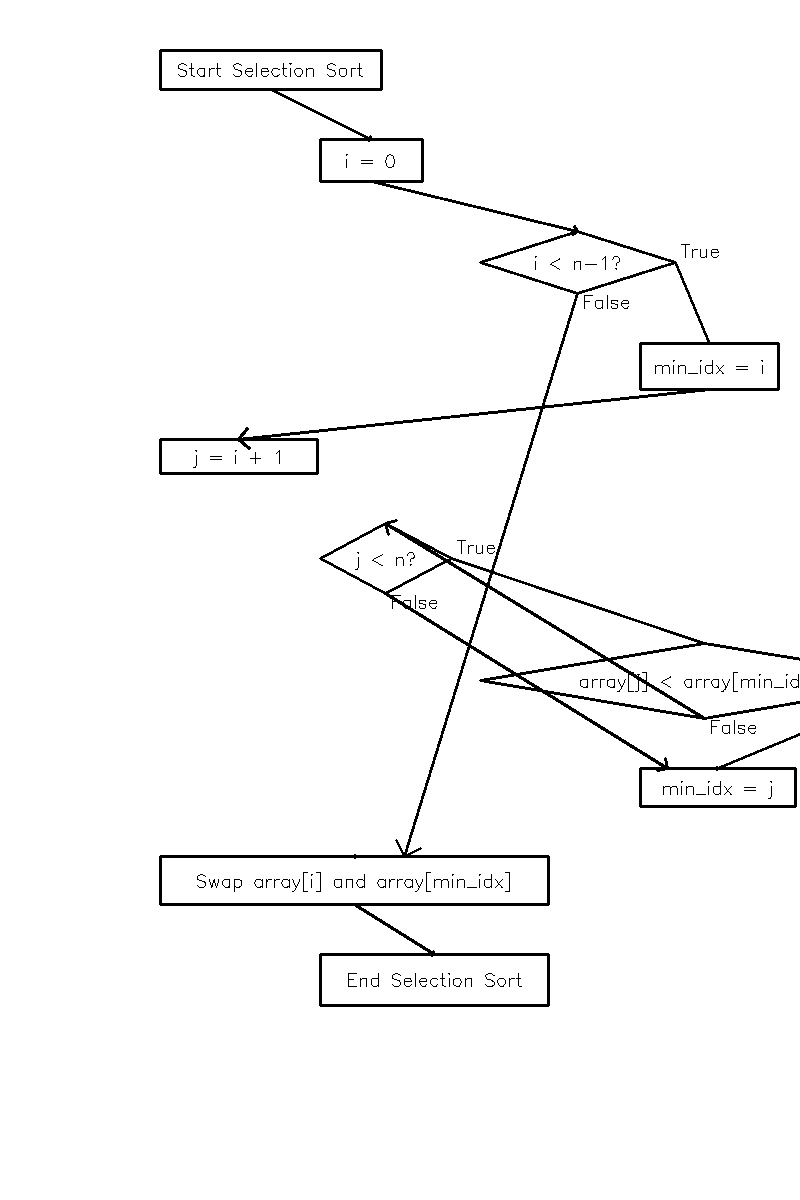 Start Selection Sort
i = 0
True
i < n-1?
False
min_idx = i
j = i + 1
True
j < n?
False
array[j] < array[min_id
False
min_idx = j
Swap array[i] and array[min_idx]
End Selection Sort